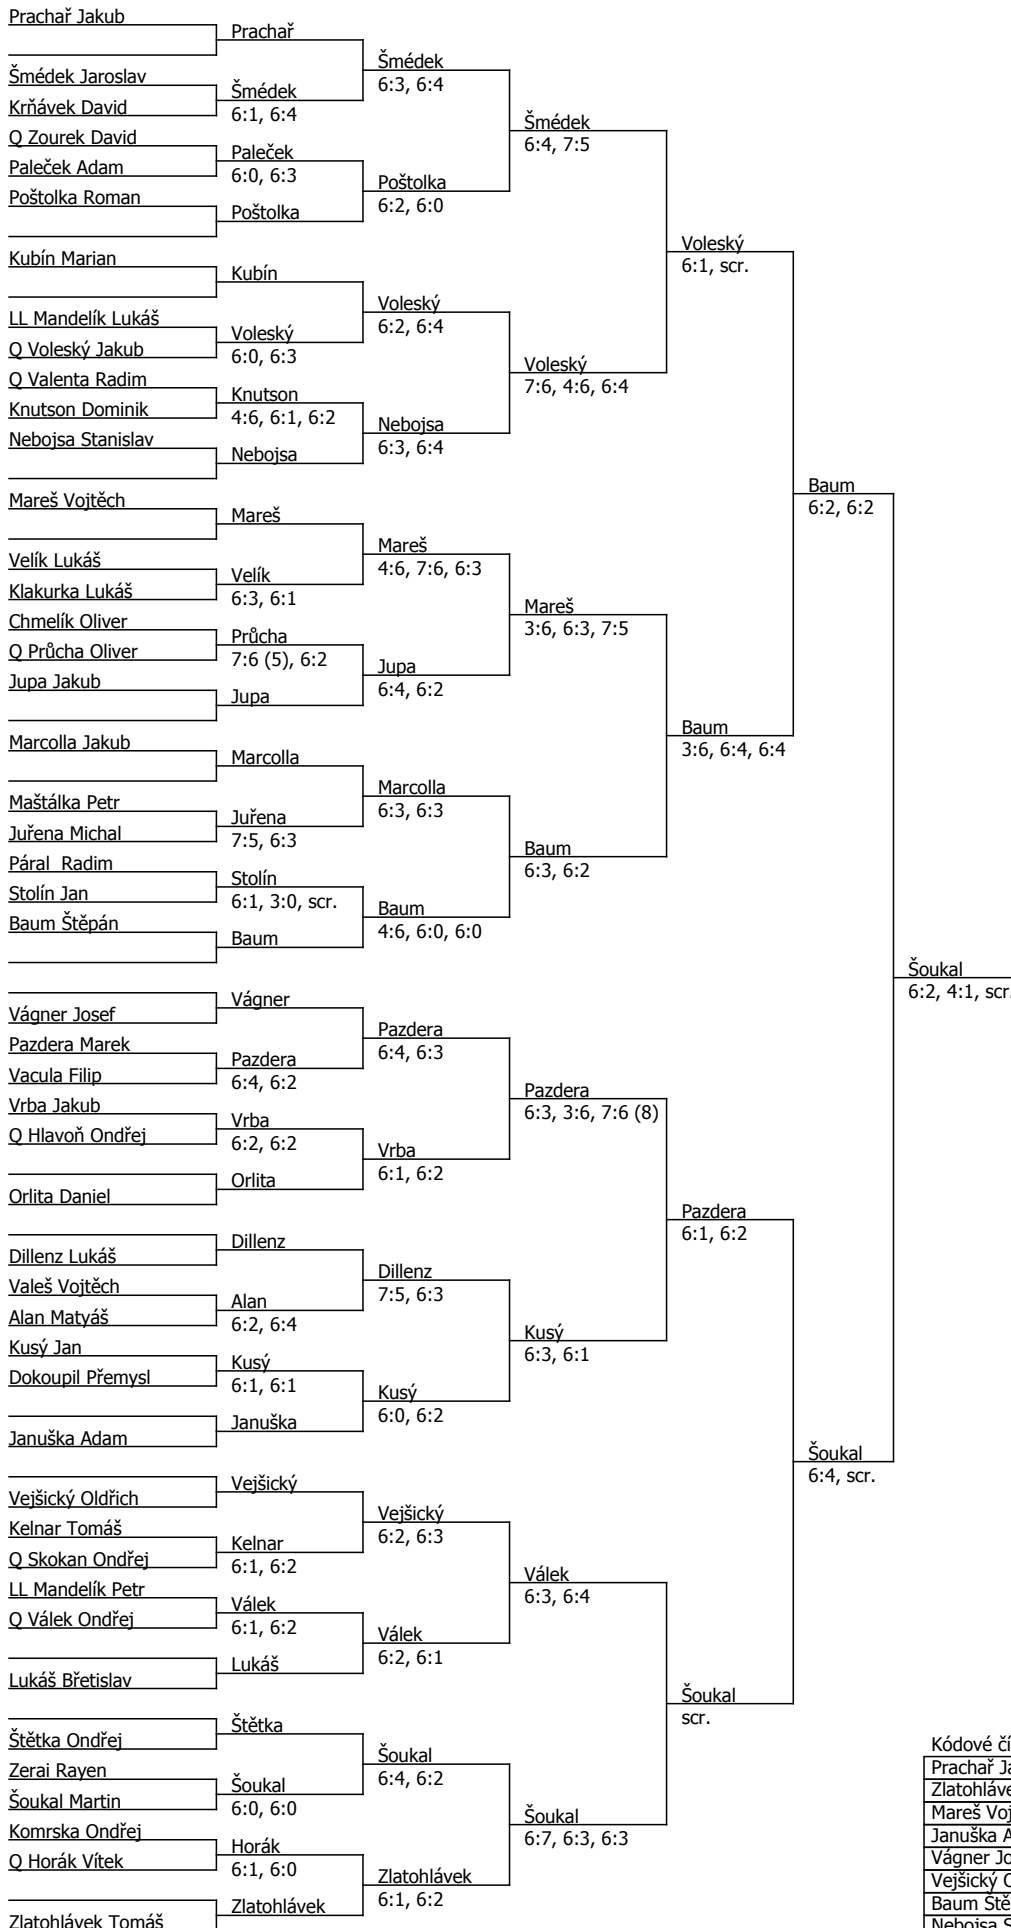 Prachař Jakub
Šmédek Jaroslav
Krňávek David
Q Zourek David
Paleček Adam
Poštolka Roman
Kubín Marian
LL Mandelík Lukáš
Q Voleský Jakub
Q Valenta Radim
Knutson Dominik
Nebojsa Stanislav
Mareš Vojtěch
Velík Lukáš
Klakurka Lukáš
Chmelík Oliver
Q Průcha Oliver
Jupa Jakub
Marcolla Jakub
Maštálka Petr
Juřena Michal
Páral  Radim
Stolín Jan
Baum Štěpán
Vágner Josef
Pazdera Marek
Vacula Filip
Vrba Jakub
Q Hlavoň Ondřej
Orlita Daniel
Dillenz Lukáš
Valeš Vojtěch
Alan Matyáš
Kusý Jan
Dokoupil Přemysl
Januška Adam
Vejšický Oldřich
Kelnar Tomáš
Q Skokan Ondřej
LL Mandelík Petr
Q Válek Ondřej
Lukáš Břetislav
Štětka Ondřej
Zerai Rayen
Šoukal Martin
Komrska Ondřej
Q Horák Vítek
Zlatohlávek Tomáš
Prachař
Šmédek
6:1, 6:4
Paleček
6:0, 6:3
Poštolka
Kubín
Voleský
6:0, 6:3
Knutson
4:6, 6:1, 6:2
Nebojsa
Mareš
Velík
6:3, 6:1
Průcha
7:6 (5), 6:2
Jupa
Marcolla
Juřena
7:5, 6:3
Stolín
6:1, 3:0, scr.
Baum
Vágner
Pazdera
6:4, 6:2
Vrba
6:2, 6:2
Orlita
Dillenz
Alan
6:2, 6:4
Kusý
6:1, 6:1
Januška
Vejšický
Kelnar
6:1, 6:2
Válek
6:1, 6:2
Lukáš
Štětka
Šoukal
6:0, 6:0
Horák
6:1, 6:0
Zlatohlávek
Šmédek
6:3, 6:4
Poštolka
6:2, 6:0
Voleský
6:2, 6:4
Nebojsa
6:3, 6:4
Mareš
4:6, 7:6, 6:3
Jupa
6:4, 6:2
Marcolla
6:3, 6:3
Baum
4:6, 6:0, 6:0
Pazdera
6:4, 6:3
Vrba
6:1, 6:2
Dillenz
7:5, 6:3
Kusý
6:0, 6:2
Vejšický
6:2, 6:3
Válek
6:2, 6:1
Šoukal
6:4, 6:2
Zlatohlávek
6:1, 6:2
Šmédek
6:4, 7:5
Voleský
7:6, 4:6, 6:4
Mareš
3:6, 6:3, 7:5
Baum
6:3, 6:2
Pazdera
6:3, 3:6, 7:6 (8)
Kusý
6:3, 6:1
Válek
6:3, 6:4
Šoukal
6:7, 6:3, 6:3
Voleský
6:1, scr.
Baum
3:6, 6:4, 6:4
Pazdera
6:1, 6:2
Šoukal
scr.
Baum
6:2, 6:2
Šoukal
6:4, scr.
Šoukal
6:2, 4:1, scr.
Kódové čí
Prachař Ja
Zlatohláve
Mareš Voj
Januška A
Vágner Jo
Vejšický O
Baum Ště
Nebojsa S